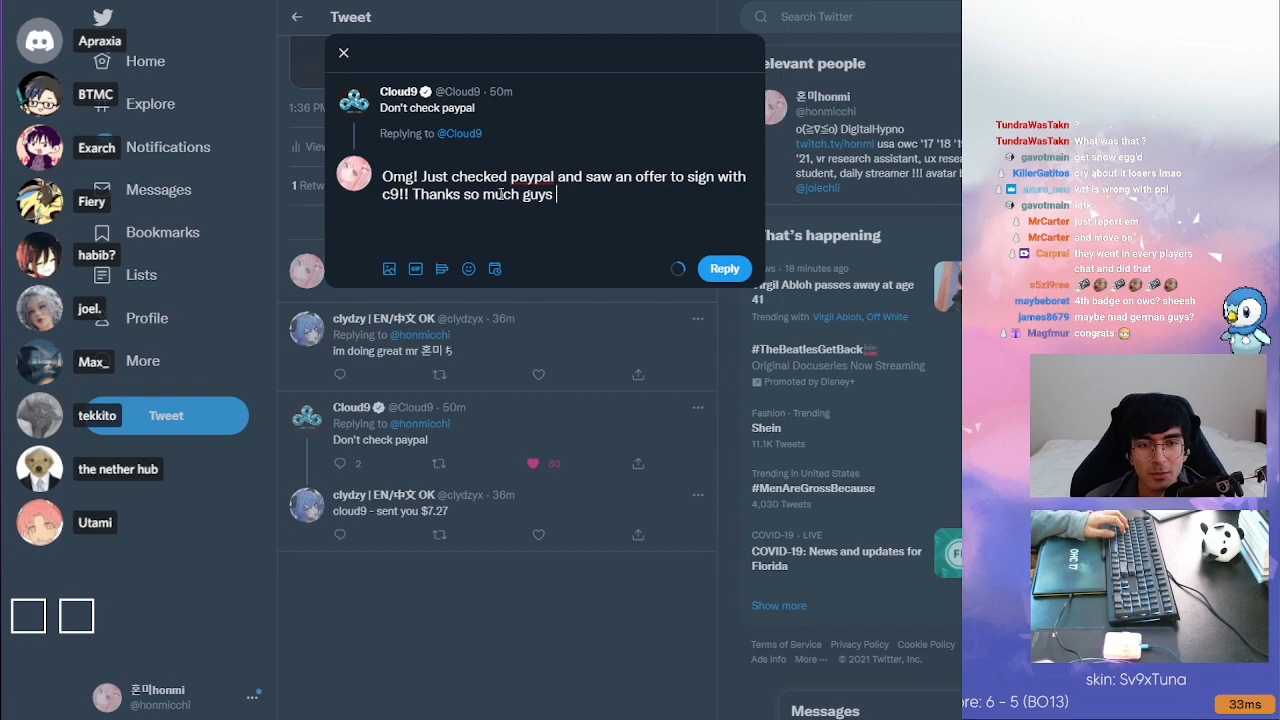 Apraxia
BTMC
Exarch
Fiery
habib?
joel.
Max_
tekkito
the nether hub
Utami
Home
Explore
Notifications
Messages
Bookmarks
Lists
Profile
More
Tweet
혼미honmi
@honmicchi
Tweet
1:36 PM
View
1 Retw
Cloud9 @Cloud9 · 50m
Don't check paypal
Replying to @Cloud9
Omg! Just checked paypal and saw an offer to sign with
c9!! Thanks so much guys
Reply
clydzy | EN/中文 OK @clydzyx · 36m
Replying to @honmicchi
im doing great mr 혼미ㅎ
Cloud9 @Cloud9 · 50m
Replying to @honmicchi
Don't check paypal
2
60
clydzy | EN/中文 OK @clydzyx · 36m
cloud9 - sent you $7.27
Search Twitter
Relevant people
혼미honmi
@honmicchi
o(≧∇≦o) DigitalHypno
twitch.tv/honmi usa owc '17 '18 '1
'21, vr research assistant, ux resear
student, daily streamer ...!
@joiechii
What's happening
ws · 18 minutes ago
Virgil Abloh passes away at age
41
Trending with Virgil Abloh, Off White
#TheBeatlesGetBack
Original Docuseries Now Streaming
Promoted by Disney+
Fashion · Trending
Shein
11.1K Tweets
Trending in United States
#MenAreGrossBecause
4,030 Tweets
COVID-19 · LIVE
COVID-19: News and updates for
Florida
Show more
Terms of Service Privacy Policy Cookie Policy
Ads info More ··· © 2021 Twitter, Inc.
Messages
TundraWasTakn ?
TundraWasTakn What was that ?
gavotmain get snow egg'd
KillerGatitos cry about it losers lmao
wrestling with ppl
gavotmain idfk
MrCarter just report em
MrCarter and move on
Carpral they went in every players
chat and did that
s5zl9ree
maybeboret 4th badge on owc? sheesh
james8679 maybe mad german guys?
Magfmur congrats
OWC 17
skin: Sv9xTuna
ore: 6 - 5 (BO13)
33ms